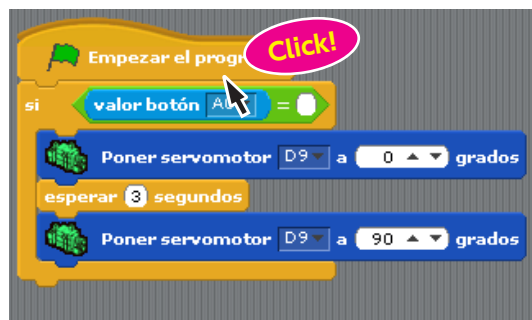 Click!
Empezar el progr
si valor botón A0 =
Poner servomotor D9 a 0 grados
esperar 3 segundos
Poner servomotor D9 a 90 grados